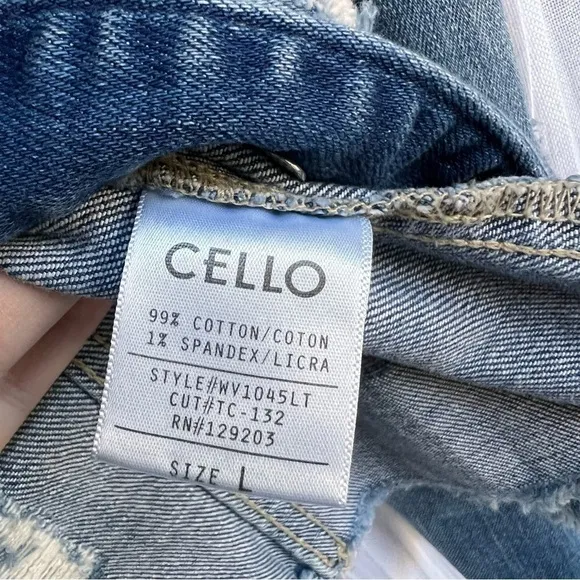 CELLO
99% COTTON/COTON
1% SPANDEX/LICRA
STYLE#WV1045LT
CUT#TC-132
RN#129203
SIZE L